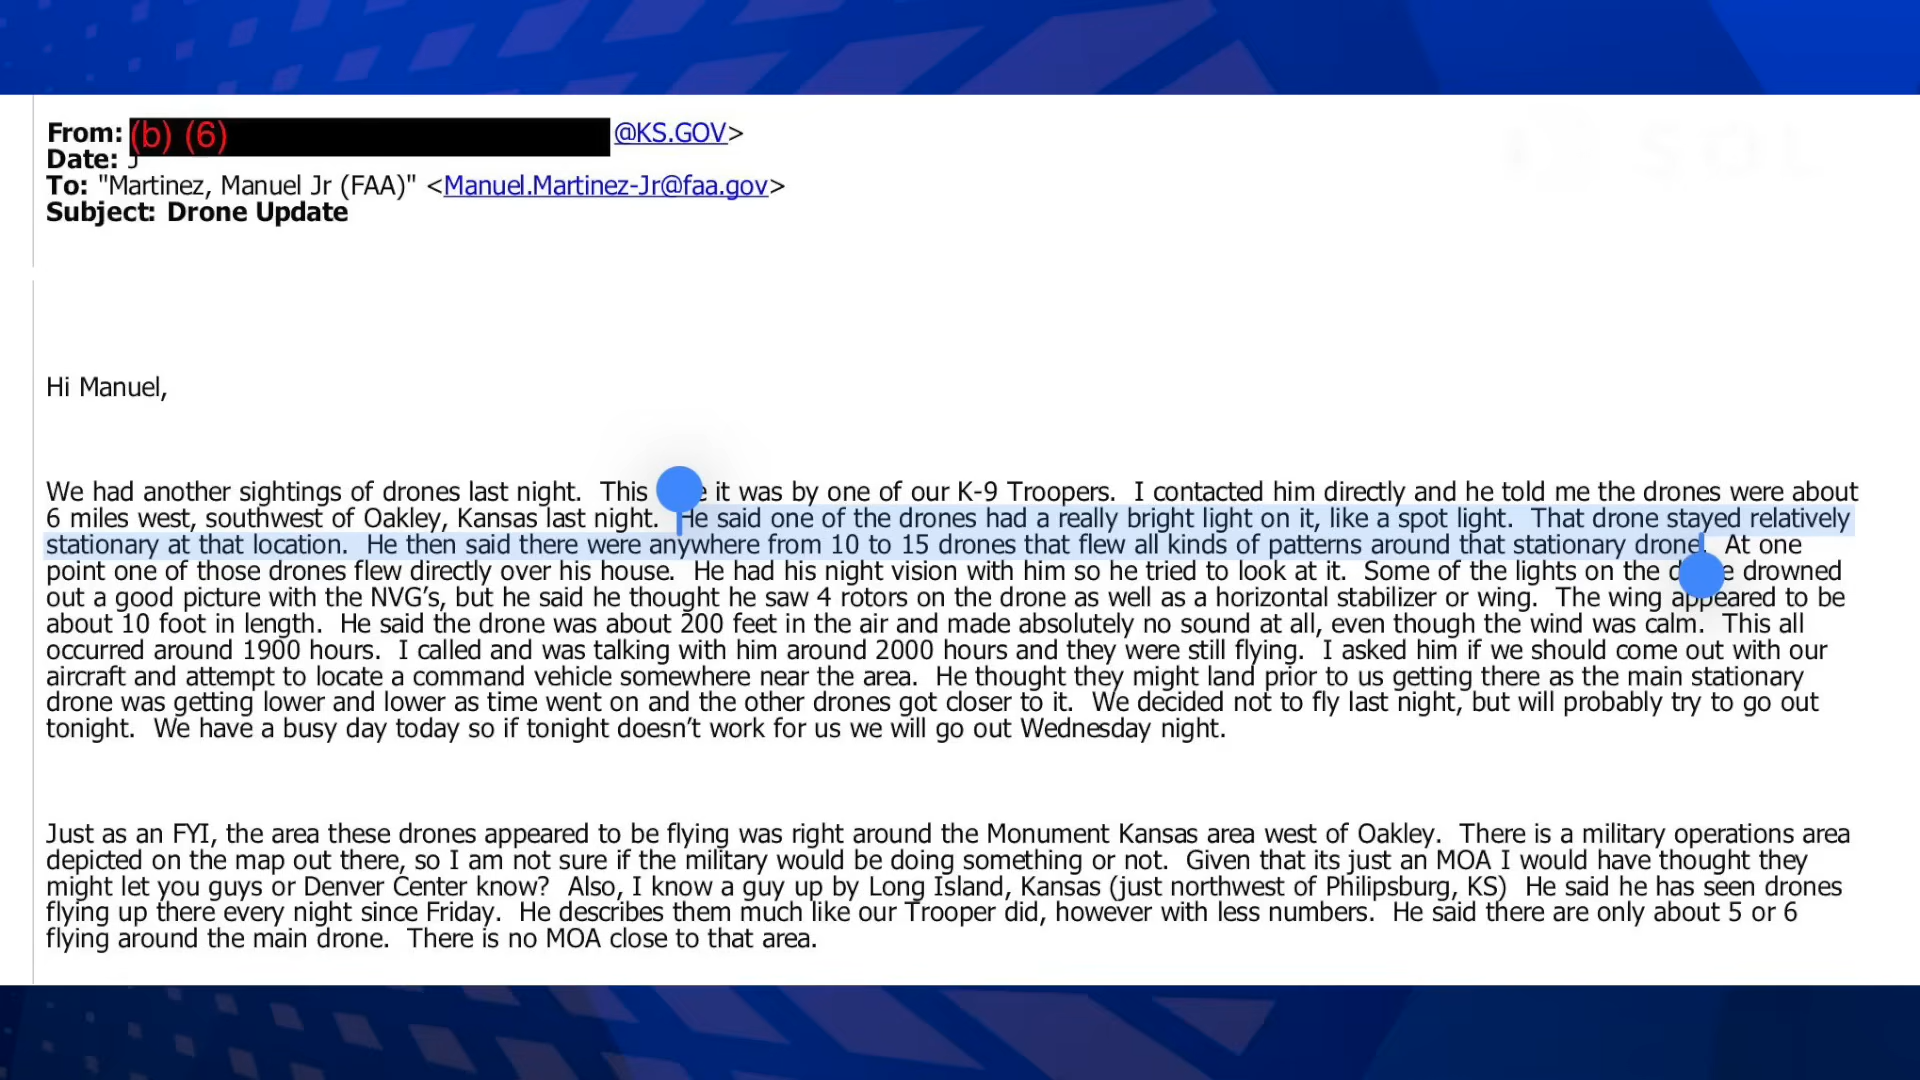 From: (b) (6) @KS.GOV>
Date: J
To: "Martinez, Manuel Jr (FAA)" <Manuel.Martinez-Jr@faa.gov>
Subject: Drone Update
SOL
Hi Manuel,
We had another sightings of drones last night. This it was by one of our K-9 Troopers. I contacted him directly and he told me the drones were about
6 miles west, southwest of Oakley, Kansas last night. He said one of the drones had a really bright light on it, like a spot light. That drone stayed relatively
stationary at that location. He then said there were anywhere from 10 to 15 drones that flew all kinds of patterns around that stationary drone. At one
point one of those drones flew directly over his house. He had his night vision with him so he tried to look at it. Some of the lights on the drowned
out a good picture with the NVG's, but he said he thought he saw 4 rotors on the drone as well as a horizontal stabilizer or wing. The wing appeared to be
about 10 foot in length. He said the drone was about 200 feet in the air and made absolutely no sound at all, even though the wind was calm. This all
occurred around 1900 hours. I called and was talking with him around 2000 hours and they were still flying. I asked him if we should come out with our
aircraft and attempt to locate a command vehicle somewhere near the area. He thought they might land prior to us getting there as the main stationary
drone was getting lower and lower as time went on and the other drones got closer to it. We decided not to fly last night, but will probably try to go out
tonight. We have a busy day today so if tonight doesn't work for us we will go out Wednesday night.
Just as an FYI, the area these drones appeared to be flying was right around the Monument Kansas area west of Oakley. There is a military operations area
depicted on the map out there, so I am not sure if the military would be doing something or not. Given that its just an MOA I would have thought they
might let you guys or Denver Center know? Also, I know a guy up by Long Island, Kansas (just northwest of Philipsburg, KS) He said he has seen drones
flying up there every night since Friday. He describes them much like our Trooper did, however with less numbers. He said there are only about 5 or 6
flying around the main drone. There is no MOA close to that area.